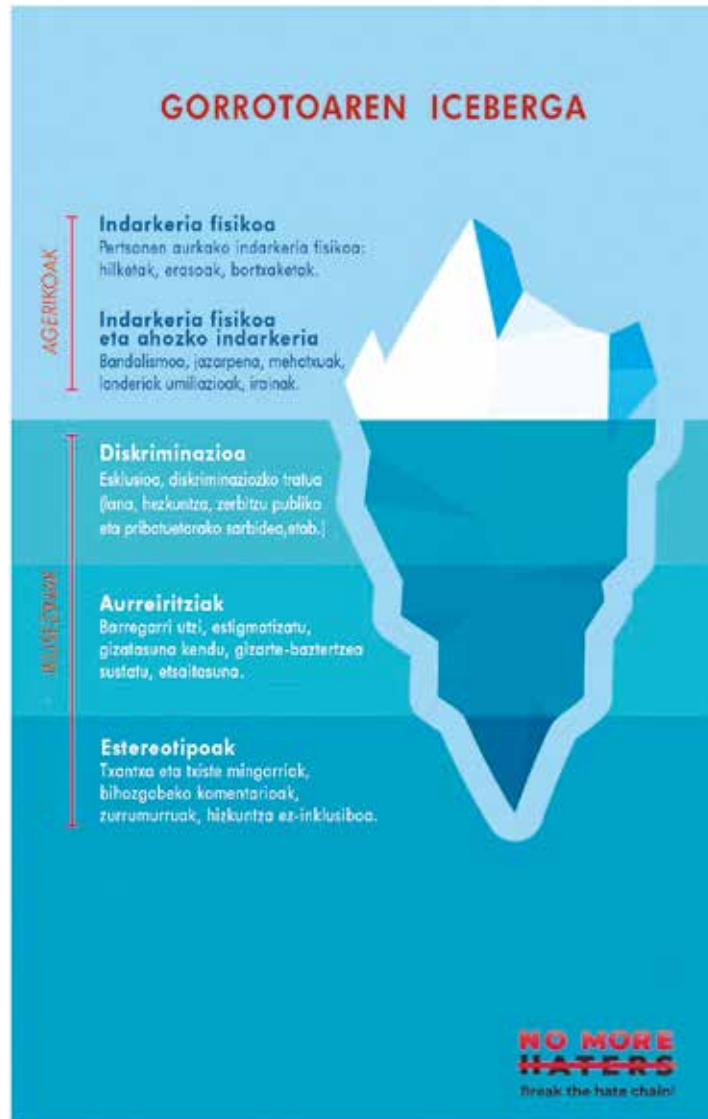 GORROTOAREN ICEBERGA
AGERIKOAK
Indarkeria fisikoa
Pertsonen aurkako indarkeria fisikoa:
hilketak, erasoak, bortxaketak.
Indarkeria fisikoa
eta ahozko indarkeria
Bandalismoa, jazarpena, mehatxuak,
landeriak umiliazioak, irainak.
Diskriminazioa
Esklusioa, diskriminaziozko tratua
(lana, hezkuntza, zerbitzu publiko
eta pribatuetarako sarbidea,etab.)
Aurreiritziak
Barregarri utzi, estigmatizatu,
gizatasuna kendu, gizarte-baztertzea
sustatu, etsaitasuna.
Estereotipoak
Txantxa eta txiste mingarriak,
bihozgabeko komentarioak,
zurrumurruak, hizkuntza ez-inklusiboa.
NO MORE
HATERS
Break the hate chain!